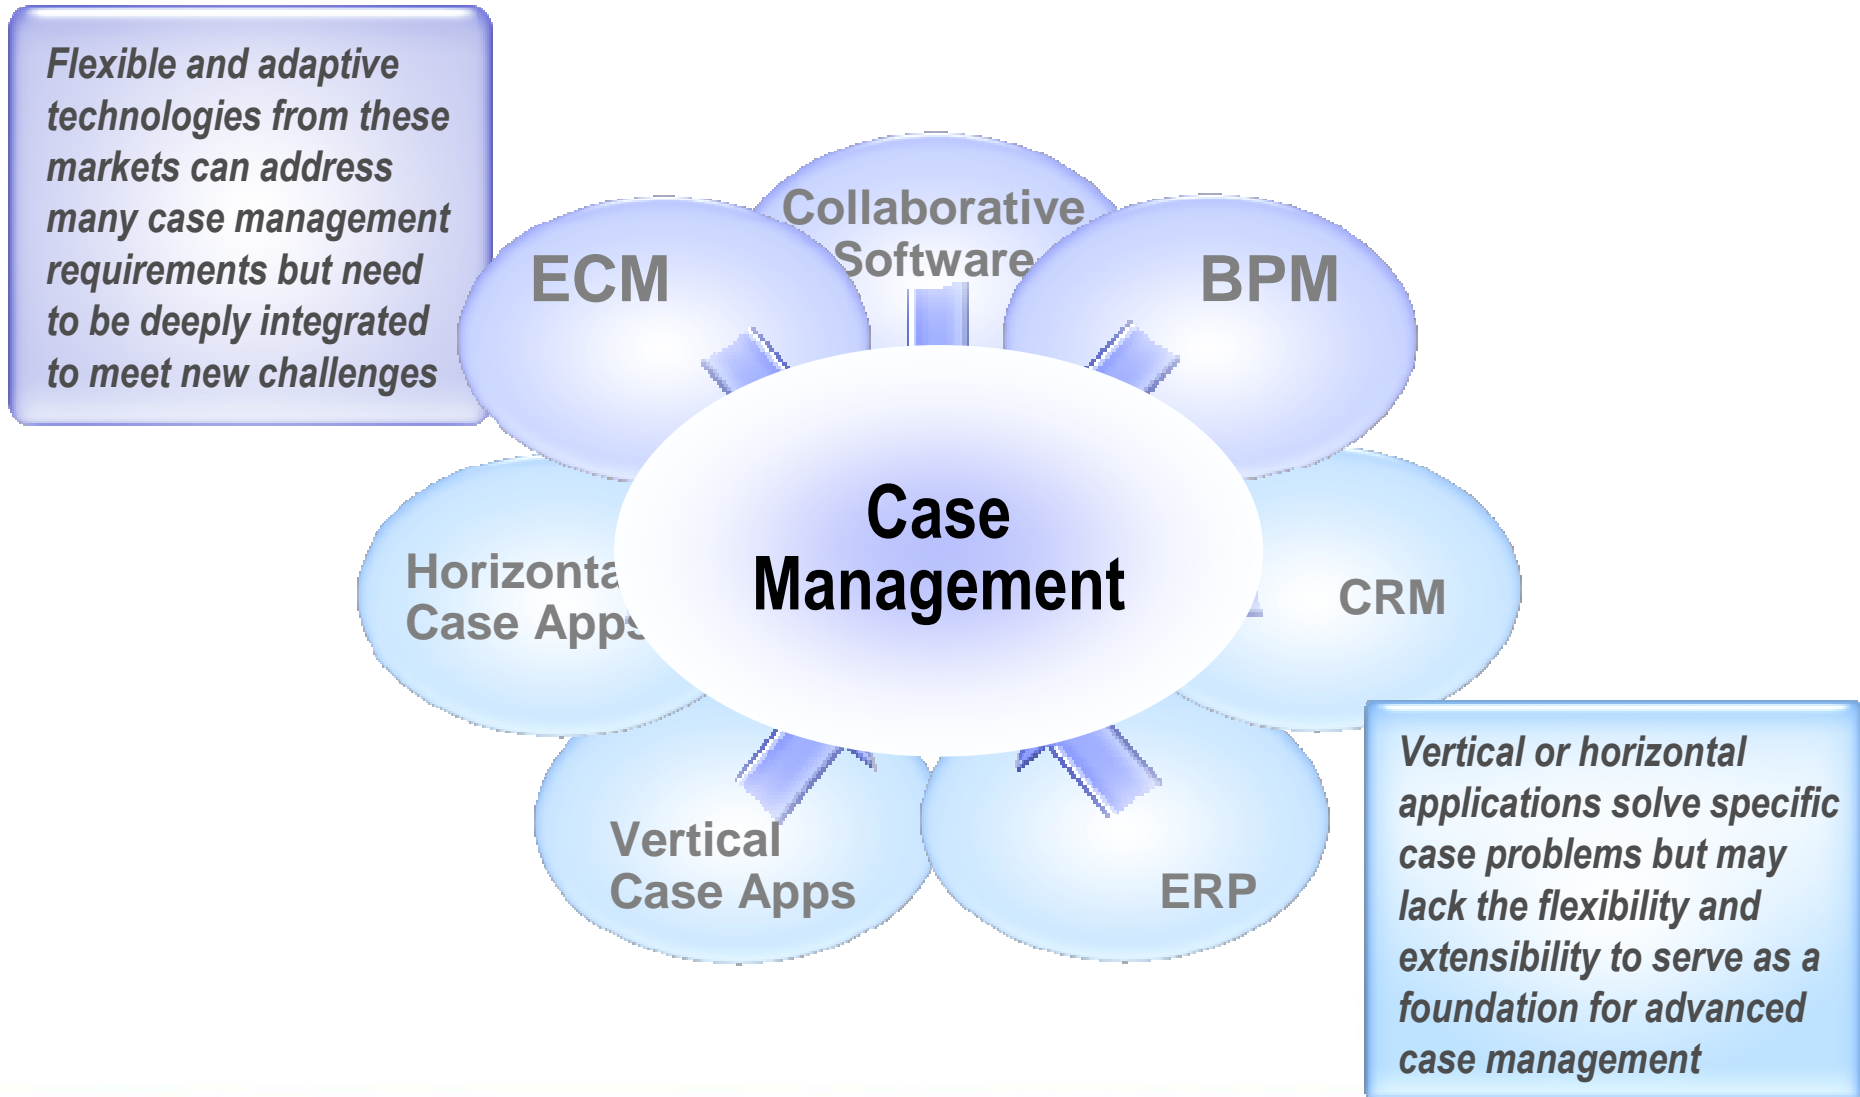 Flexible and adaptive
technologies from these
markets can address
many case management
requirements but need
to be deeply integrated
to meet new challenges
Collaborative
Software
ECM
BPM
Case
Management
Horizonta
Case Apps
CRM
Vertical
Case Apps
ERP
Vertical or horizontal
applications solve specific
case problems but may
lack the flexibility and
extensibility to serve as a
foundation for advanced
case management